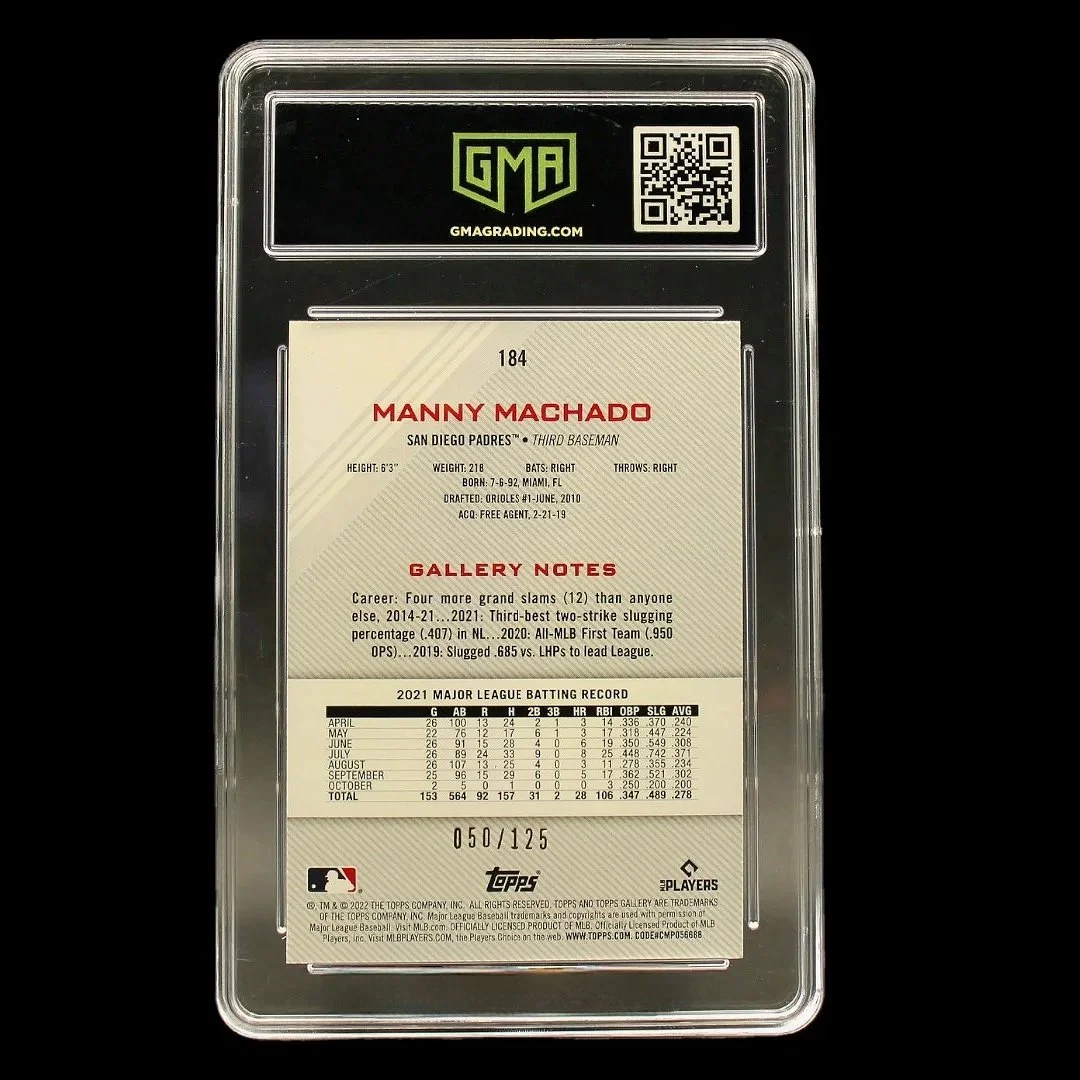 GMA
GMAGRADING.COM
184
MANNY MACHADO
SAN DIEGO PADRES™ • THIRD BASEMAN
HEIGHT: 6'3" WEIGHT: 218 BATS: RIGHT THROWS: RIGHT
BORN: 7-6-92, MIAMI, FL
DRAFTED: ORIOLES #1-JUNE, 2010
ACQ: FREE AGENT, 2-21-19
GALLERY NOTES
Career: Four more grand slams (12) than anyone
else, 2014-21...2021: Third-best two-strike slugging
percentage (.407) in NL...2020: All-MLB First Team (.950
OPS)...2019: Slugged .685 vs. LHPs to lead League.
2021 MAJOR LEAGUE BATTING RECORD
G AB R H 2B 3B HR RBI OBP SLG AVG
APRIL 26 100 13 24 2 1 3 14 .336 .370 .240
MAY 22 76 12 17 6 1 3 17 .318 .447 .224
JUNE 26 91 15 28 4 0 6 19 .350 .549 .308
JULY 26 89 24 33 9 0 8 25 .448 .742 .371
AUGUST 26 107 13 25 4 0 3 11 .278 .355 .234
SEPTEMBER 25 96 15 29 6 0 5 17 .362 .521 .302
OCTOBER 2 5 0 1 0 0 0 3 .250 .200 .200
TOTAL 153 564 92 157 31 2 28 106 .347 .489 .278
050/125
Topps®
MLB PLAYERS
®, TM & © 2022 THE TOPPS COMPANY, INC. ALL RIGHTS RESERVED. TOPPS AND TOPPS GALLERY ARE TRADEMARKS
OF THE TOPPS COMPANY, INC. Major League Baseball trademarks and copyrights are used with permission of
Major League Baseball. Visit MLB.com. OFFICIALLY LICENSED PRODUCT OF MLB. Officially Licensed Product of MLB
Players, Inc. Visit MLBPLAYERS.COM, the Players Choice on the web. WWW.TOPPS.COM. CODE#CMP056688